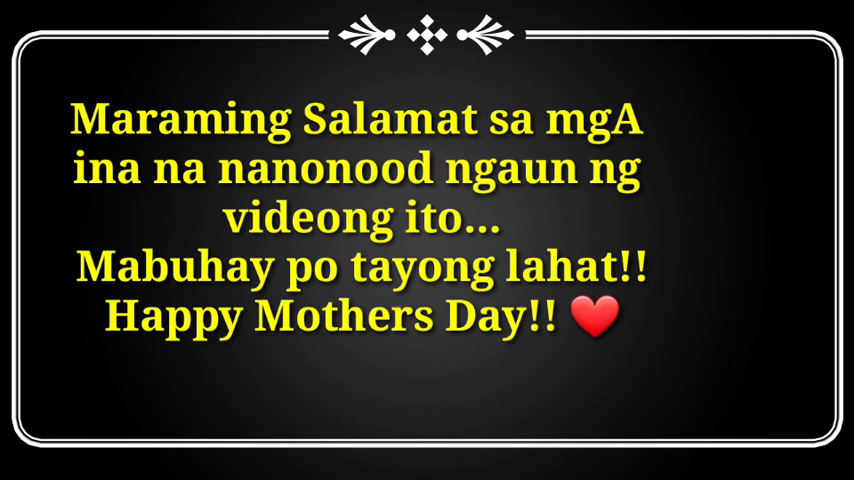 Maraming Salamat sa mgA
ina na nanonood ngaun ng
videong ito...
Mabuhay po tayong lahat!!
Happy Mothers Day!! ❤️